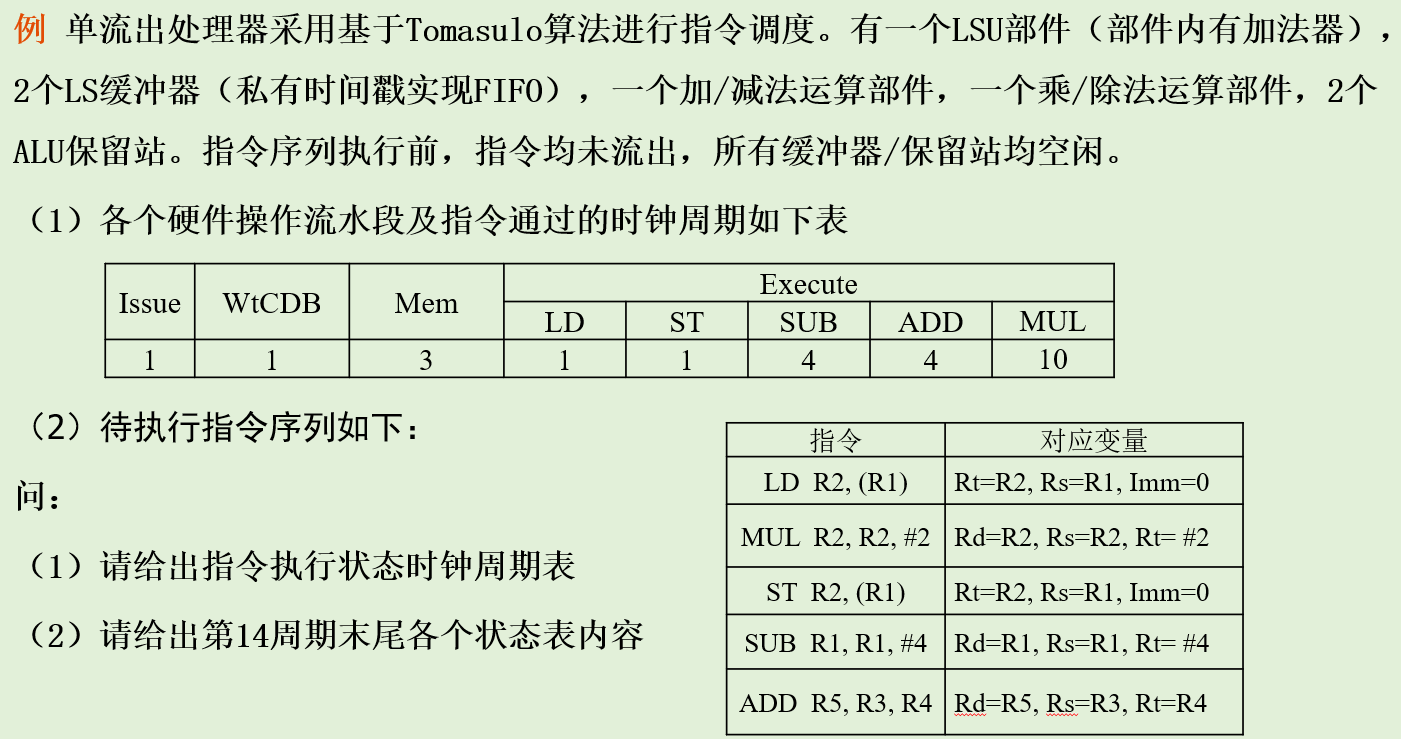 例 单流出处理器采用基于Tomasulo算法进行指令调度。有一个LSU部件（部件内有加法器），
2个LS缓冲器（私有时间戳实现FIFO），一个加/减法运算部件，一个乘/除法运算部件，2个
ALU保留站。指令序列执行前，指令均未流出，所有缓冲器/保留站均空闲。
（1）各个硬件操作流水段及指令通过的时钟周期如下表
Issue WtCDB Mem Execute
LD ST SUB ADD MUL
1 1 3 1 1 4 4 10
（2）待执行指令序列如下：
指令 对应变量
LD R2, (R1) Rt=R2, Rs=R1, Imm=0
问：
MUL R2, R2, #2 Rd=R2, Rs=R2, Rt= #2
（1）请给出指令执行状态时钟周期表
ST R2, (R1) Rt=R2, Rs=R1, Imm=0
（2）请给出第14周期末尾各个状态表内容
SUB R1, R1, #4 Rd=R1, Rs=R1, Rt= #4
ADD R5, R3, R4 Rd=R5, Rs=R3, Rt=R4